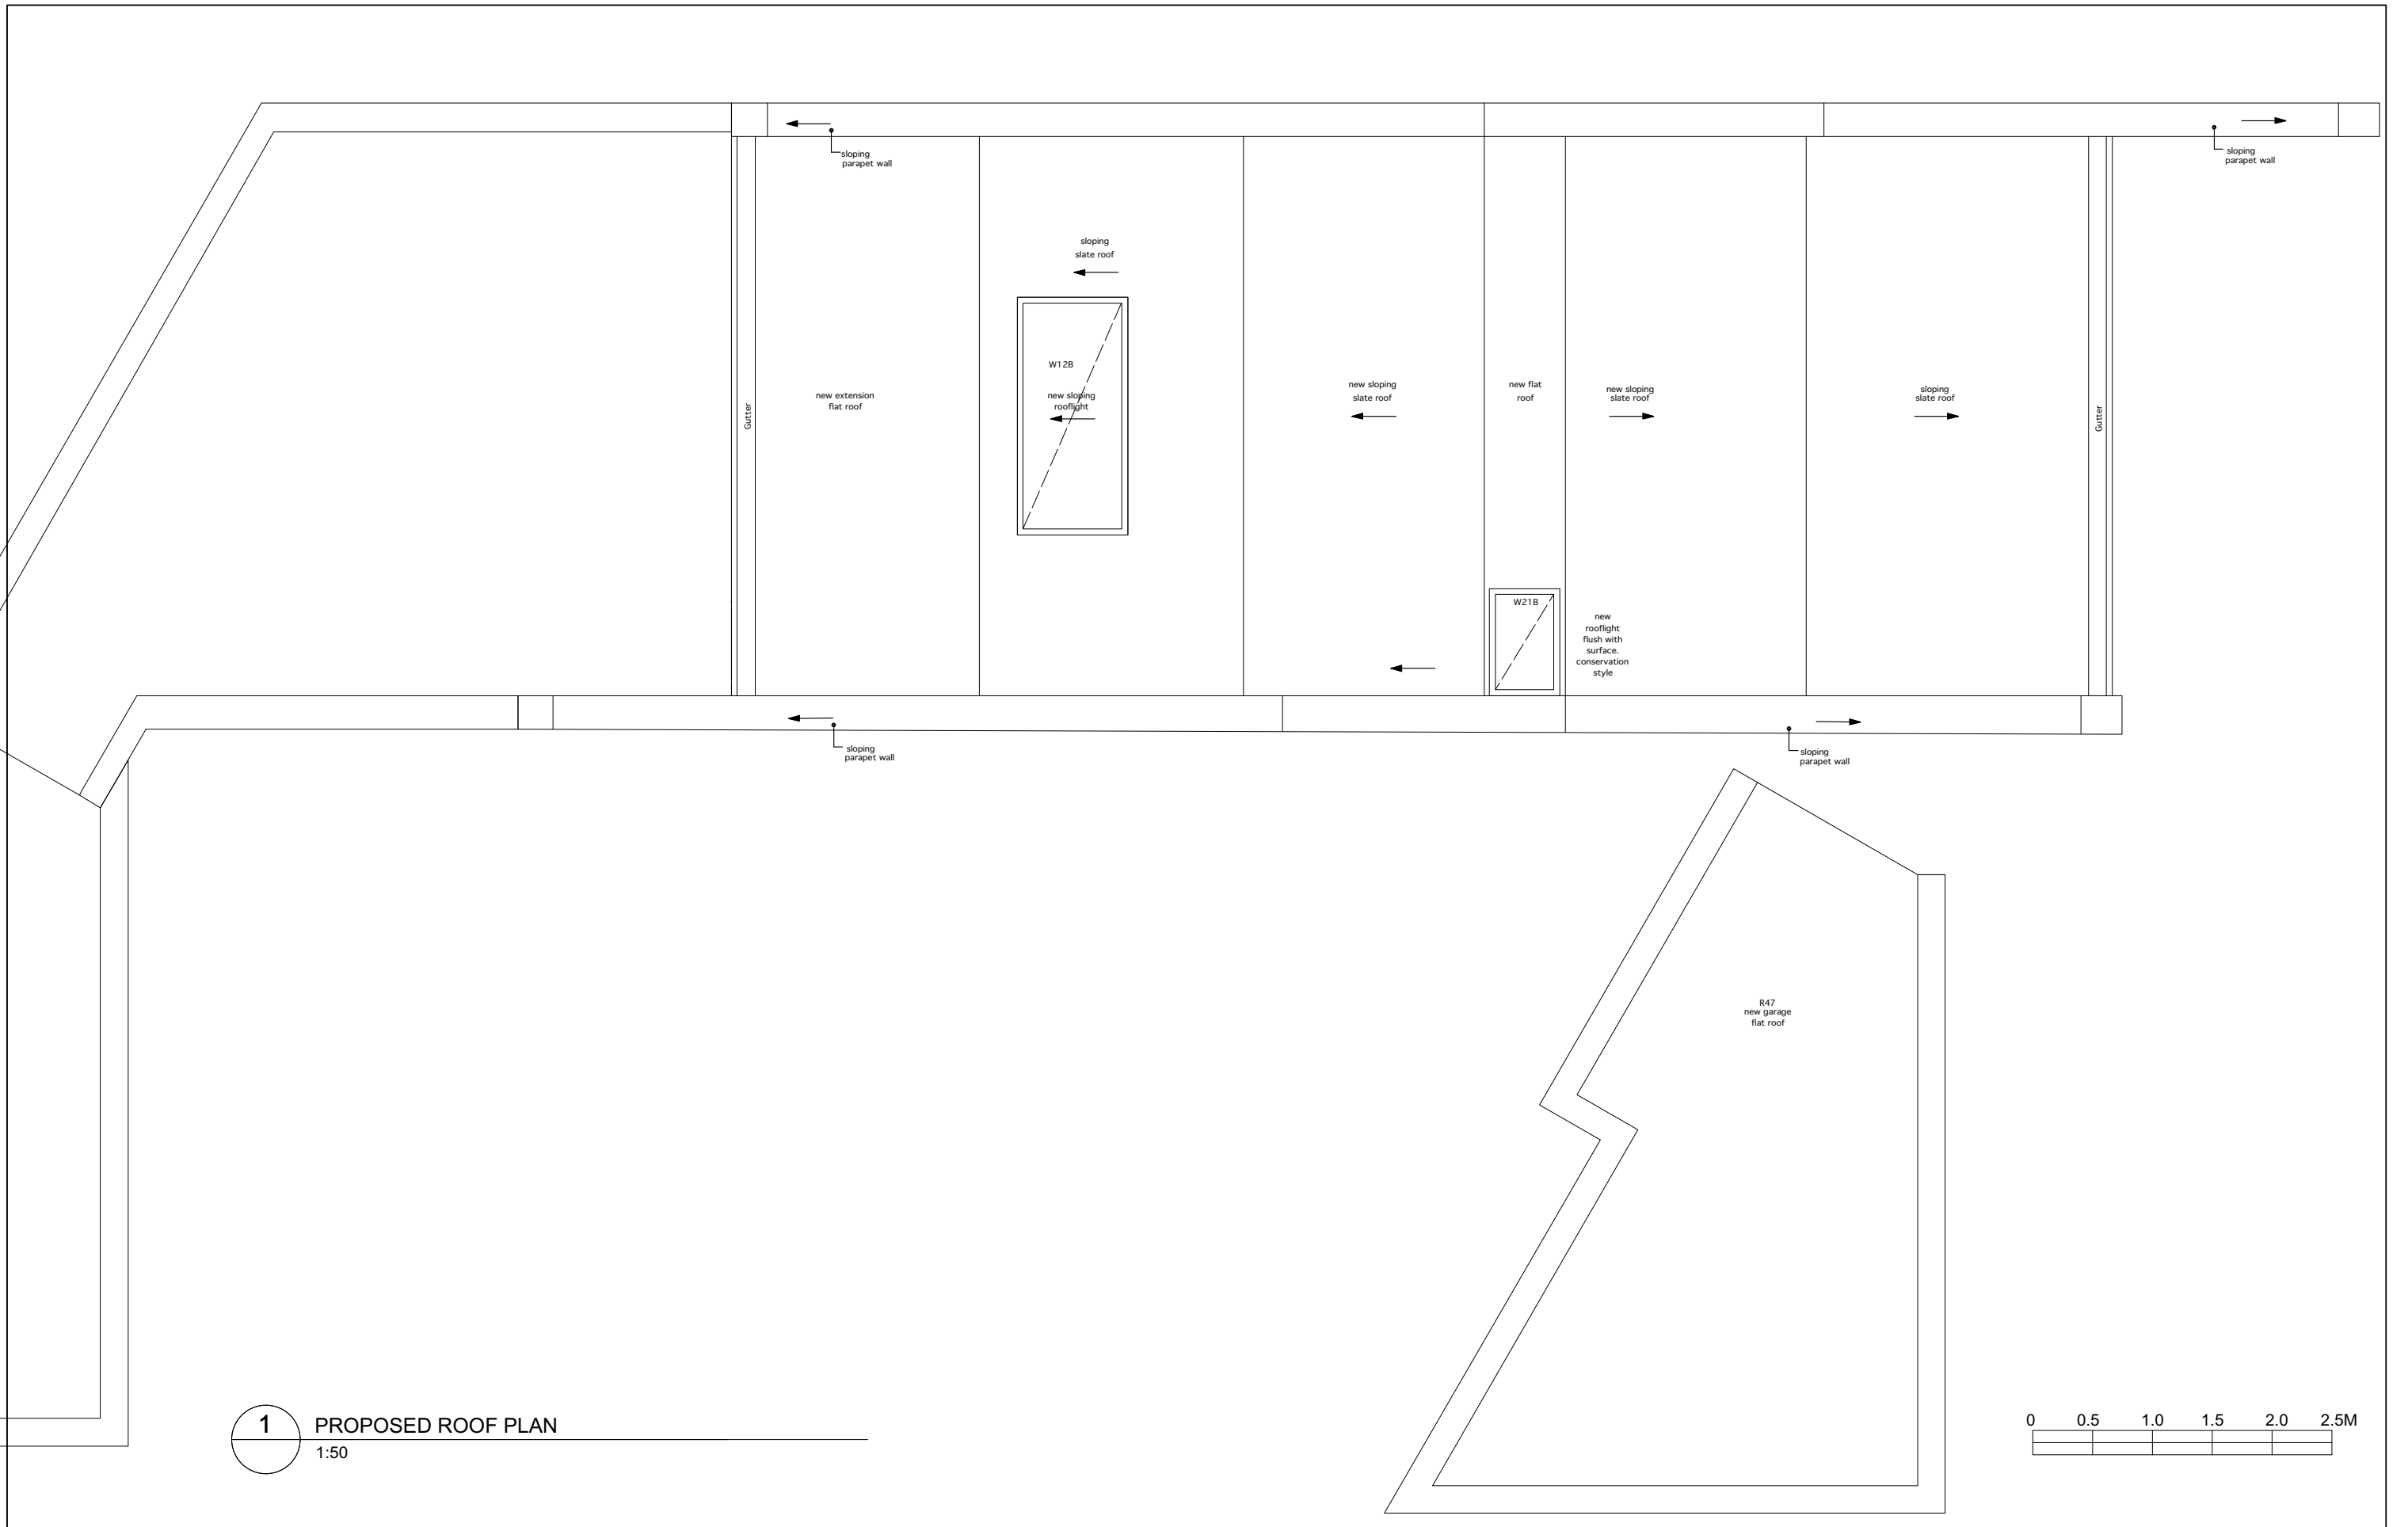 sloping
parapet wall
sloping
parapet wall
sloping
slate roof
W12B
new sloping
rooflight
Gutter
new extension
flat roof
new sloping
slate roof
new flat
roof
new sloping
slate roof
sloping
slate roof
Gutter
W21B
new
rooflight
flush with
surface.
conservation
style
sloping
parapet wall
sloping
parapet wall
R47
new garage
flat roof
1
PROPOSED ROOF PLAN
1:50
0 0.5 1.0 1.5 2.0 2.5M